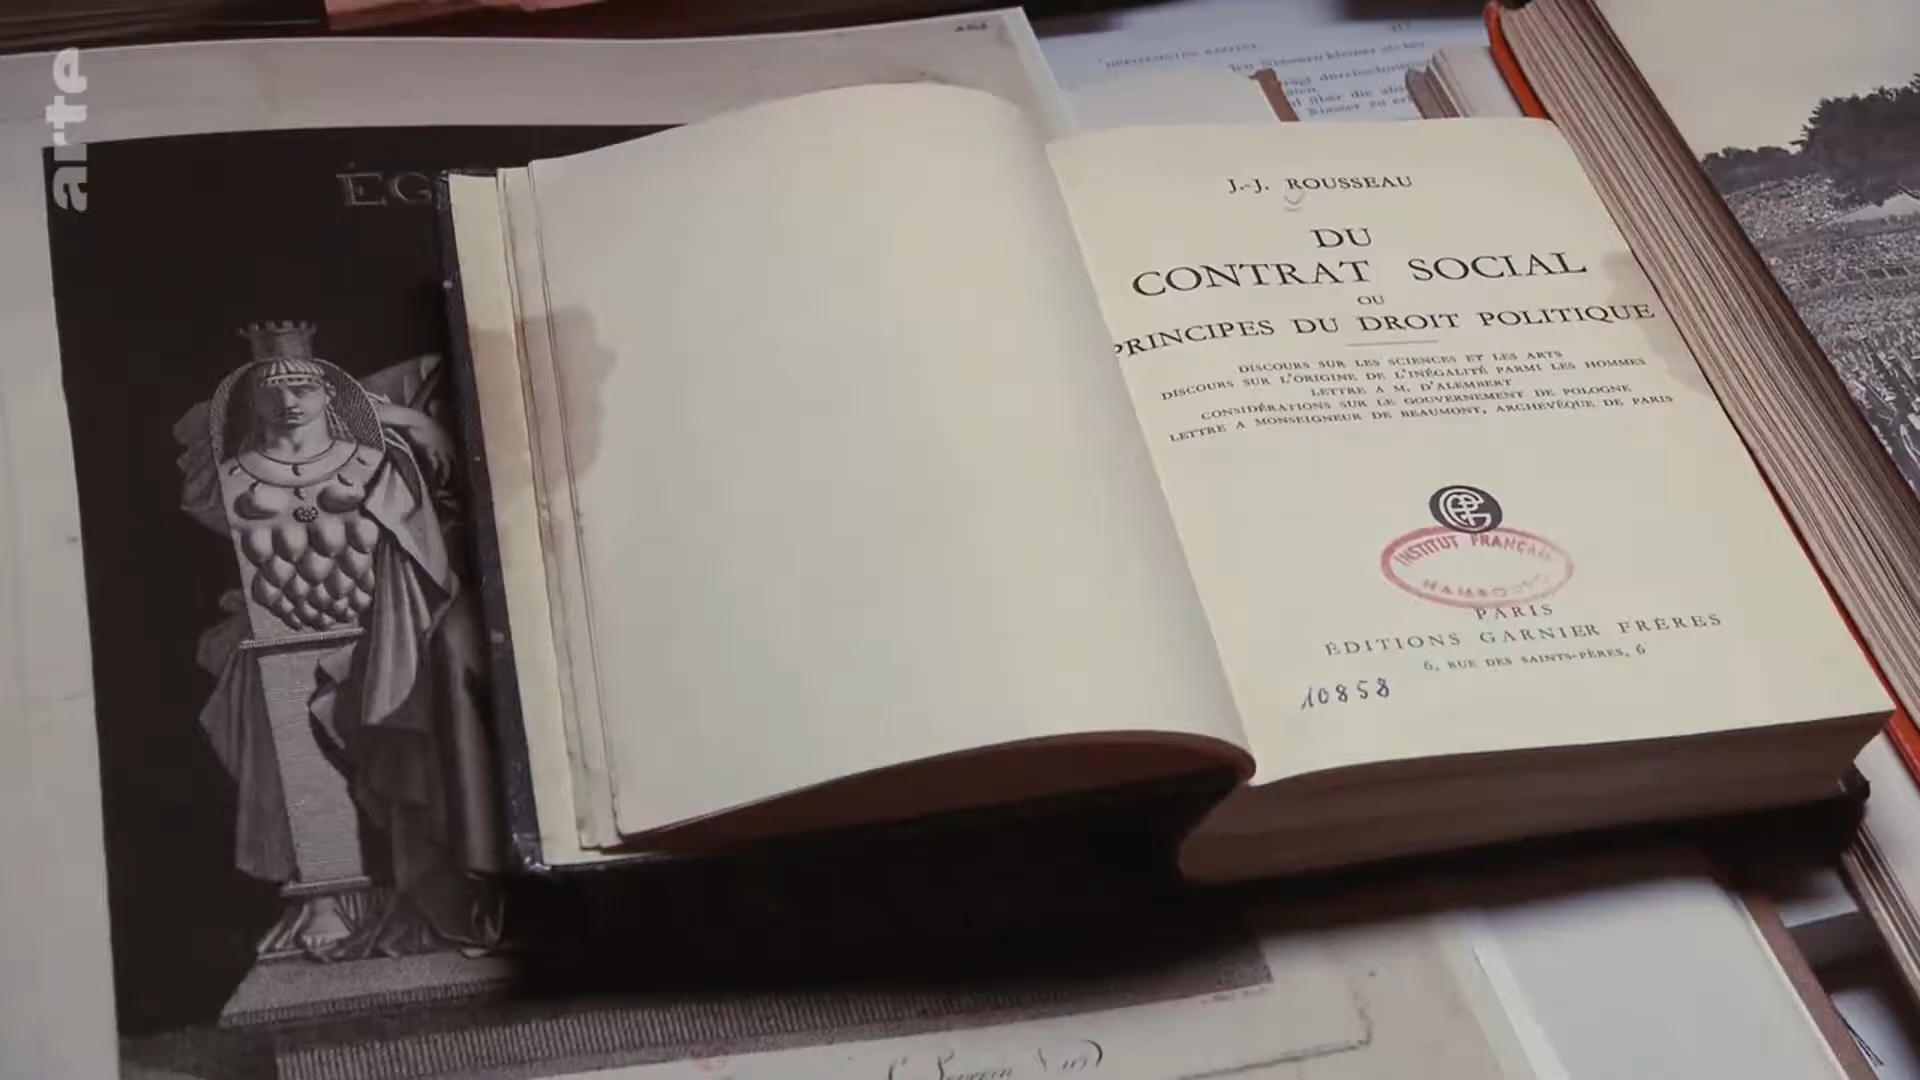 arte
ÉG
J.-J. ROUSSEAU
DU
CONTRAT SOCIAL
OU
PRINCIPES DU DROIT POLITIQUE
DISCOURS SUR LES SCIENCES ET LES ARTS
DISCOURS SUR L'ORIGINE DE L'INÉGALITÉ PARMI LES HOMMES
LETTRE A M. D'ALEMBERT
CONSIDÉRATIONS SUR LE GOUVERNEMENT DE POLOGNE
LETTRE A MONSEIGNEUR DE BEAUMONT, ARCHEVÊQUE DE PARIS
INSTITUT FRANÇAIS
HAMBOURG
PARIS
ÉDITIONS GARNIER FRÈRES
6, RUE DES SAINTS-PÈRES, 6
10858